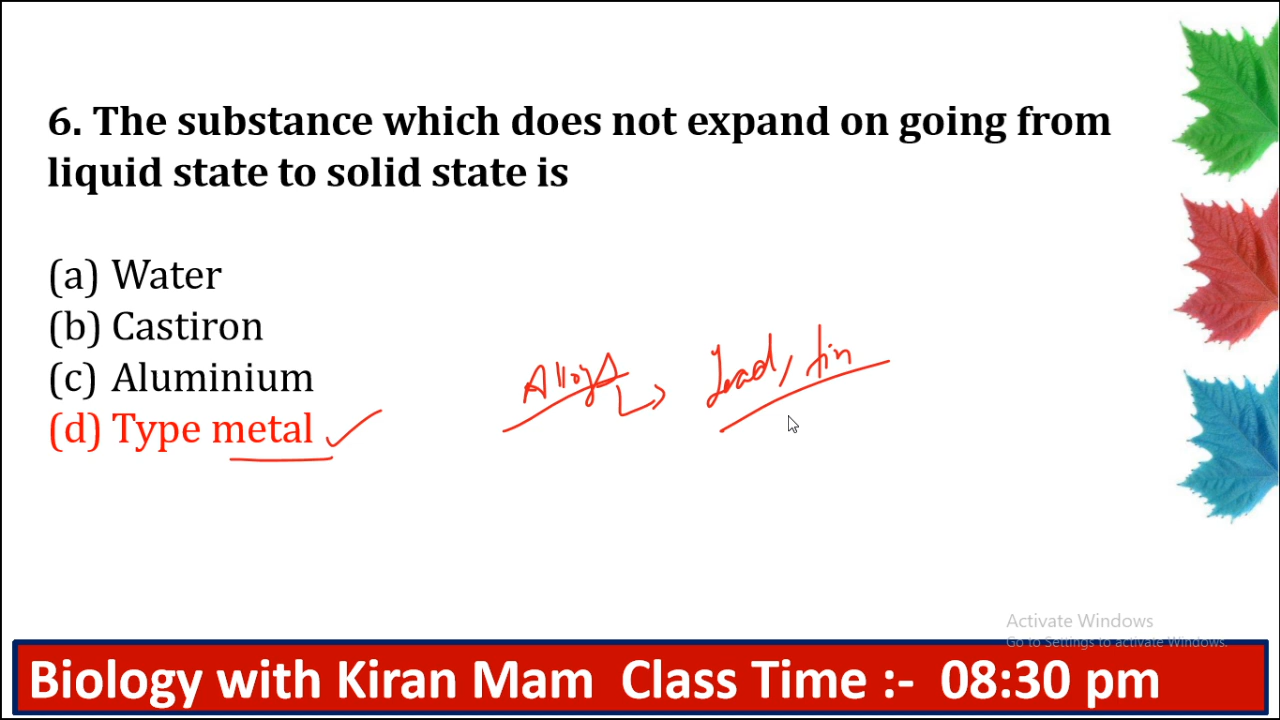 6. The substance which does not expand on going from
liquid state to solid state is
(a) Water
(b) Castiron
(c) Aluminium
(d) Type metal
Alloys
Lead, tin
Activate Windows
Go to Settings to activate Windows.
Biology with Kiran Mam Class Time :- 08:30 pm